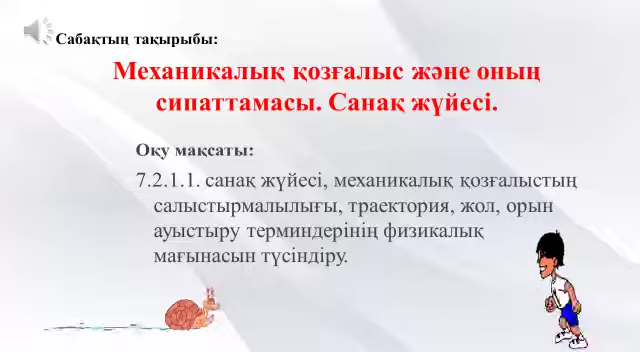 Сабақтың тақырыбы:
Механикалық қозғалыс және оның
сипаттамасы. Санақ жүйесі.
Оқу мақсаты:
7.2.1.1. санақ жүйесі, механикалық қозғалыстың
салыстырмалылығы, траектория, жол, орын
ауыстыру терминдерінің физикалық
мағынасын түсіндіру.